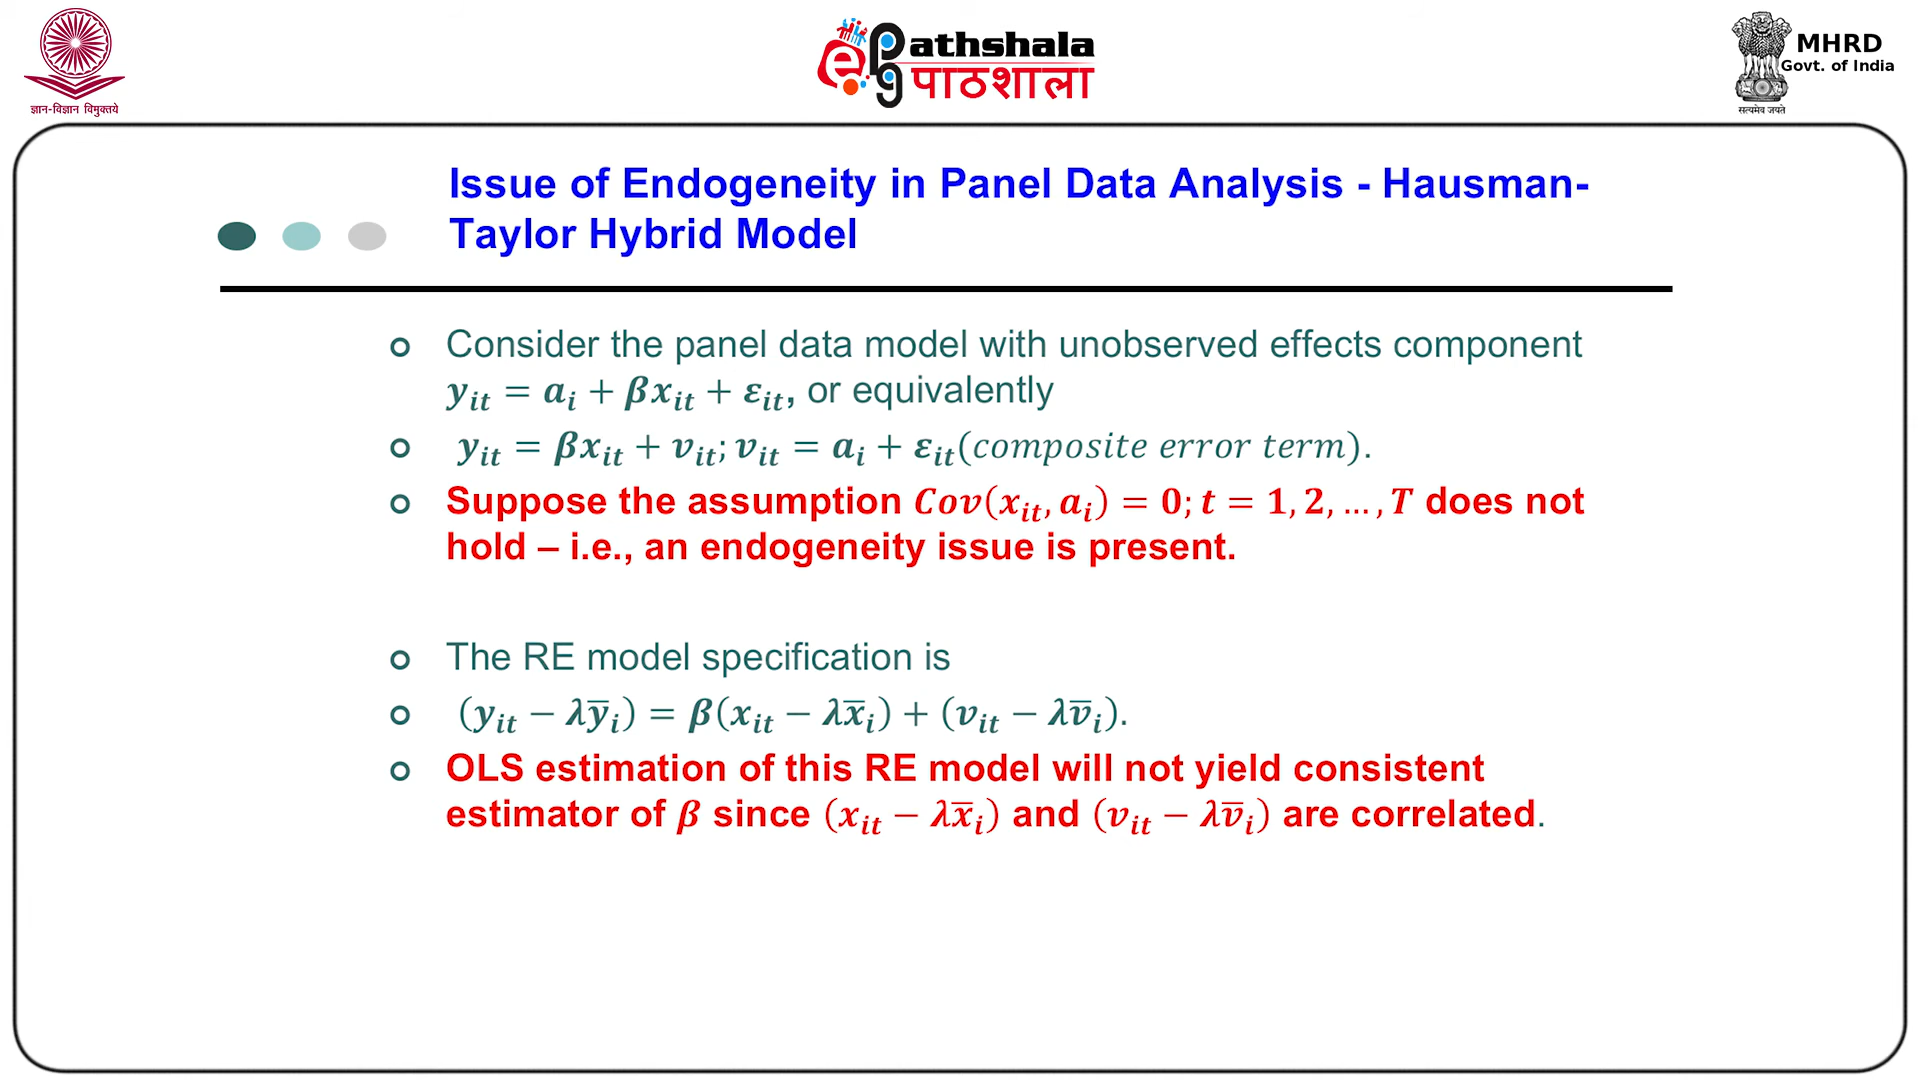 ज्ञान-विज्ञान विमुक्तये
ePG Pathshala
पाठशाला
MHRD
Govt. of India
सत्यमेव जयते
Issue of Endogeneity in Panel Data Analysis - Hausman-
Taylor Hybrid Model
Consider the panel data model with unobserved effects component
y_it = a_i + βx_it + ε_it, or equivalently
y_it = βx_it + v_it; v_it = a_i + ε_it(composite error term).
Suppose the assumption Cov(x_it, a_i) = 0; t = 1, 2, …, T does not
hold – i.e., an endogeneity issue is present.
The RE model specification is
(y_it − λȳ_i) = β(x_it − λx̄_i) + (v_it − λv̄_i).
OLS estimation of this RE model will not yield consistent
estimator of β since (x_it − λx̄_i) and (v_it − λv̄_i) are correlated.